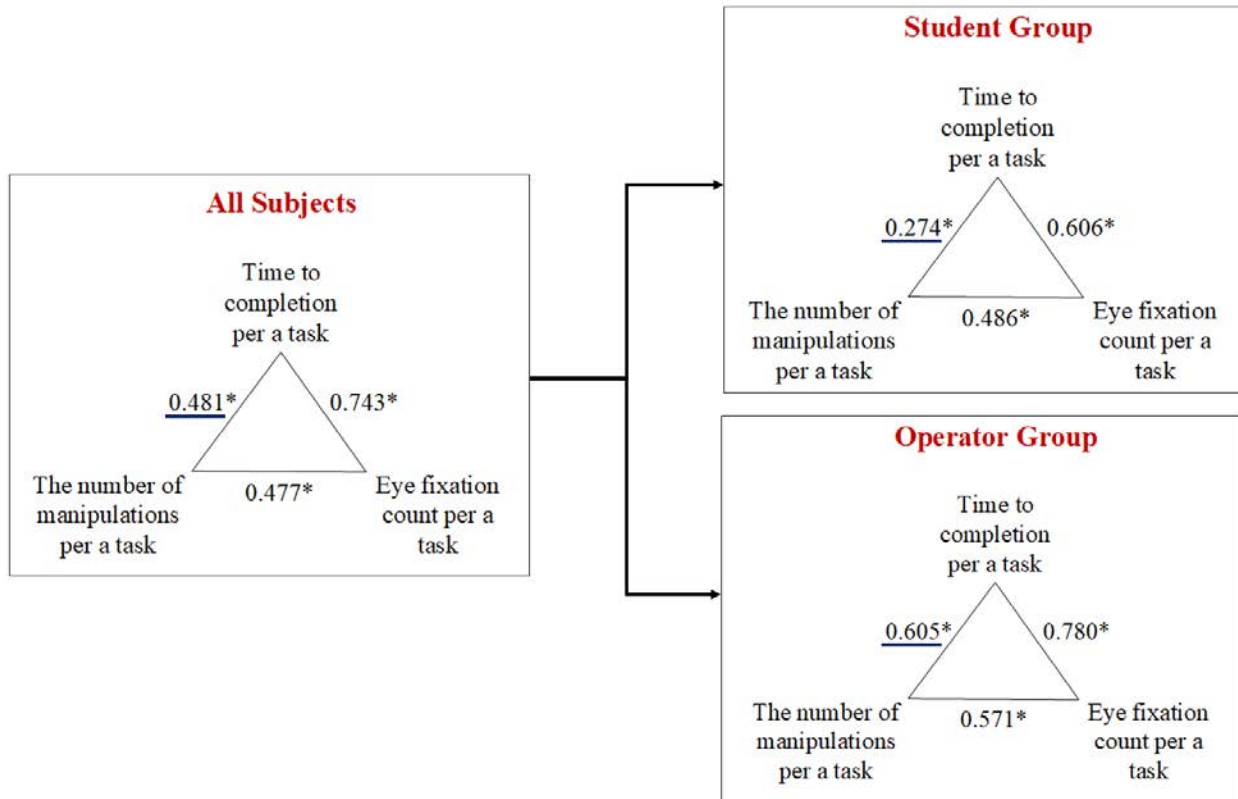 All Subjects
Time to
completion
per a task
0.481*
0.743*
The number of
manipulations
per a task
0.477*
Eye fixation
count per a
task
Student Group
Time to
completion
per a task
0.274*
0.606*
The number of
manipulations
per a task
0.486*
Eye fixation
count per a
task
Operator Group
Time to
completion
per a task
0.605*
0.780*
The number of
manipulations
per a task
0.571*
Eye fixation
count per a
task